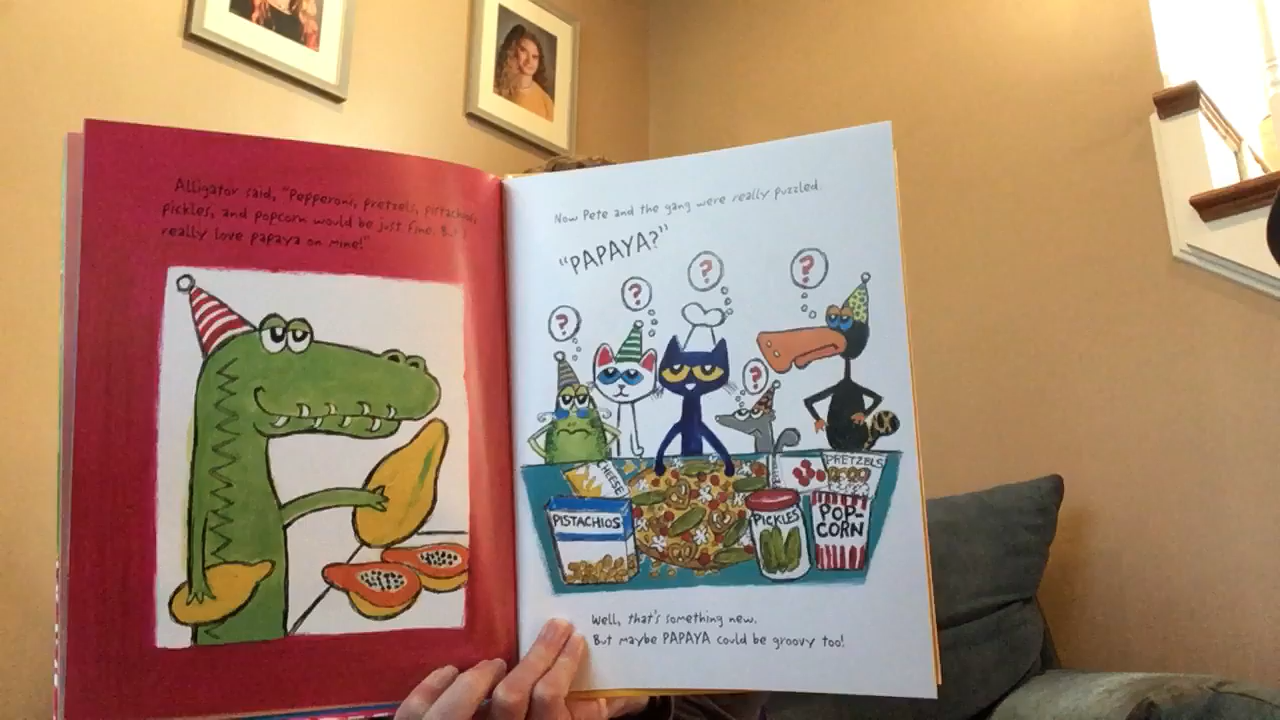 Alligator said, "Pepperoni, pretzels, pistachios,
pickles, and popcorn would be just fine. But I
really love papaya on mine!"
Now Pete and the gang were really puzzled.
"PAPAYA?"
?
?
?
?
?
CHEESE
PRETZELS
PISTACHIOS
PICKLES
POP-
CORN
Well, that's something new.
But maybe PAPAYA could be groovy too!